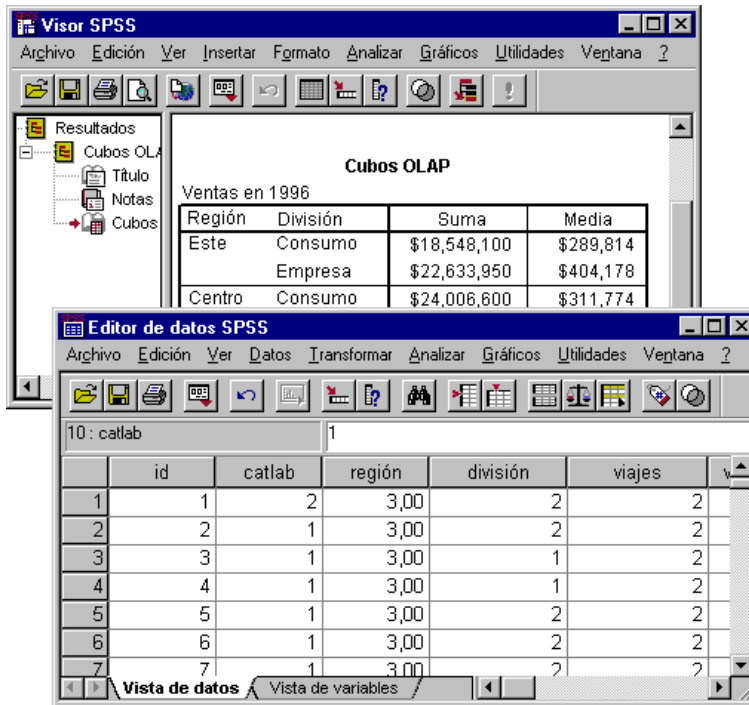 Visor SPSS
Archivo Edición Ver Insertar Formato Analizar Gráficos Utilidades Ventana ?
Resultados
Cubos OLA
Título
Notas
Cubos
Cubos OLAP
Ventas en 1996
Región División Suma Media
Este Consumo $18,548,100 $289,814
Empresa $22,633,950 $404,178
Centro Consumo $24,006,600 $311,774
Editor de datos SPSS
Archivo Edición Ver Datos Transformar Analizar Gráficos Utilidades Ventana ?
10 : catlab 1
id catlab región división viajes v
1 1 2 3,00 2 2
2 2 1 3,00 2 2
3 3 1 3,00 1 2
4 4 1 3,00 1 2
5 5 1 3,00 2 2
6 6 1 3,00 2 2
7 7 1 3,00 2 2
Vista de datos Vista de variables